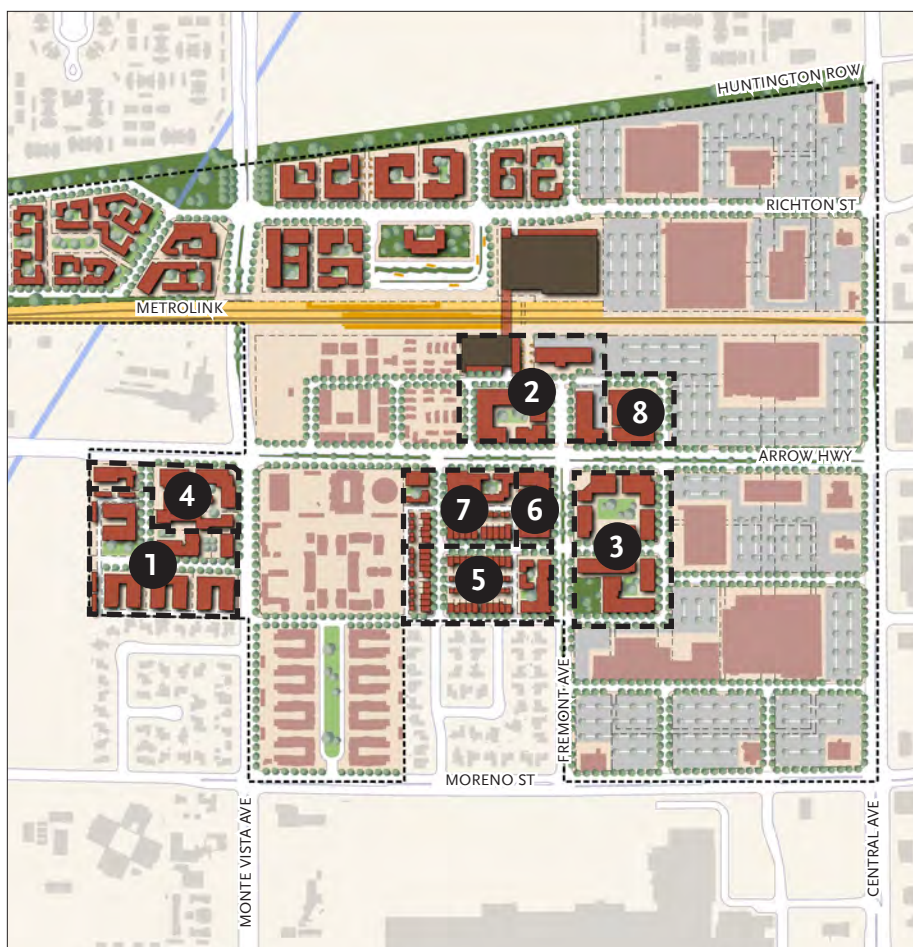 HUNTINGTON ROW
RICHTON ST
METROLINK
2
8
ARROW HWY
4
7
6
3
1
5
FREMONT AVE
MORENO ST
MONTE VISTA AVE
CENTRAL AVE